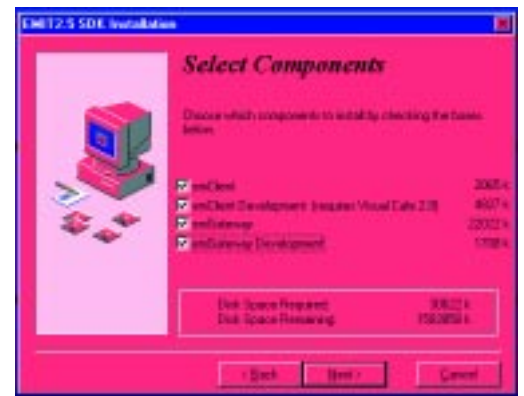 EMIT2.5 SDK Installation
Select Components
Choose which components to install by checking the boxes
below.
emClient
emClient Development (requires Visual Cafe 2.0)
emGateway 22022 k
emGateway Development
Disk Space Required:
Disk Space Remaining:
< Back Next > Cancel